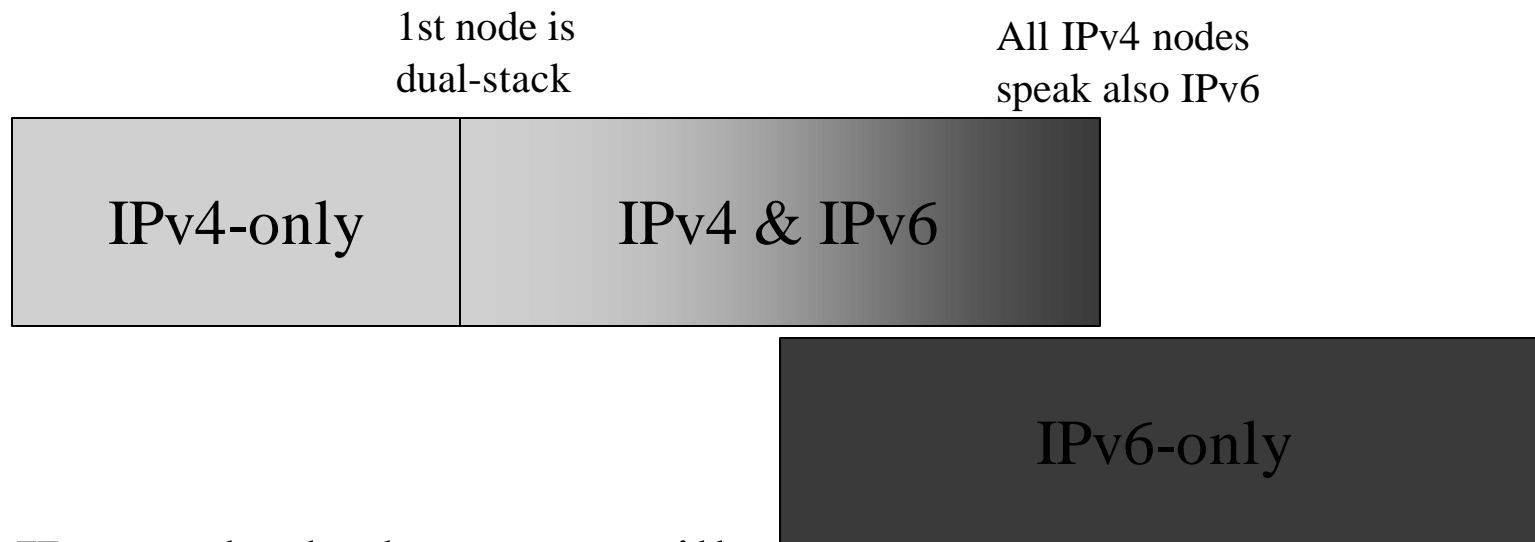 1st node is
dual-stack
All IPv4 nodes
speak also IPv6
IPv4-only
IPv4 & IPv6
IPv6-only